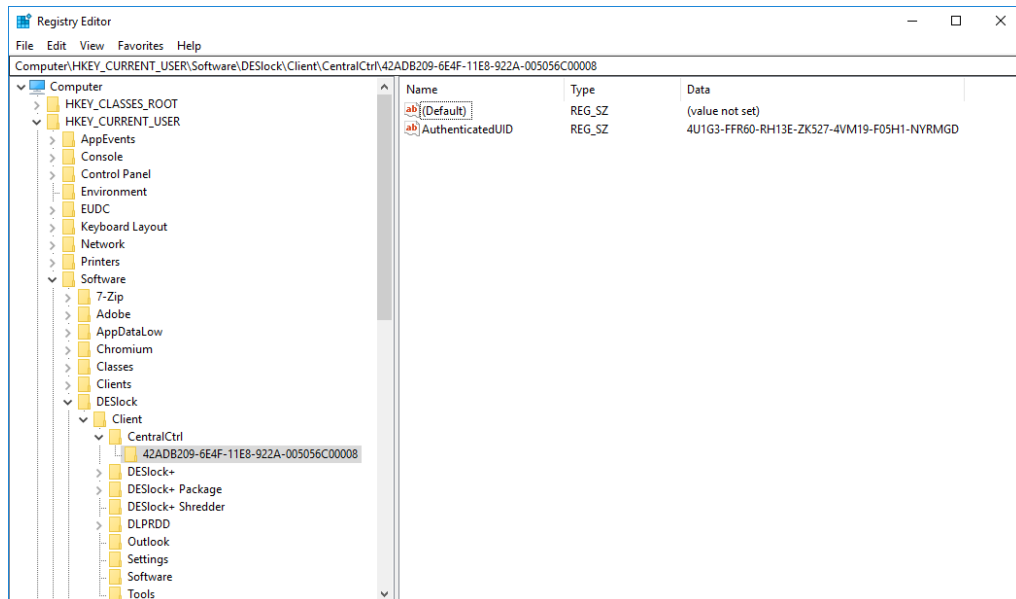 Registry Editor
File Edit View Favorites Help
Computer\HKEY_CURRENT_USER\Software\DESlock\Client\CentralCtrl\42ADB209-6E4F-11E8-922A-005056C00008
Computer
HKEY_CLASSES_ROOT
HKEY_CURRENT_USER
AppEvents
Console
Control Panel
Environment
EUDC
Keyboard Layout
Network
Printers
Software
7-Zip
Adobe
AppDataLow
Chromium
Classes
Clients
DESlock
Client
CentralCtrl
42ADB209-6E4F-11E8-922A-005056C00008
DESlock+
DESlock+ Package
DESlock+ Shredder
DLPRDD
Outlook
Settings
Software
Tools
Name Type Data
ab (Default) REG_SZ (value not set)
ab AuthenticatedUID REG_SZ 4U1G3-FFR60-RH13E-ZK527-4VM19-F05H1-NYRMGD